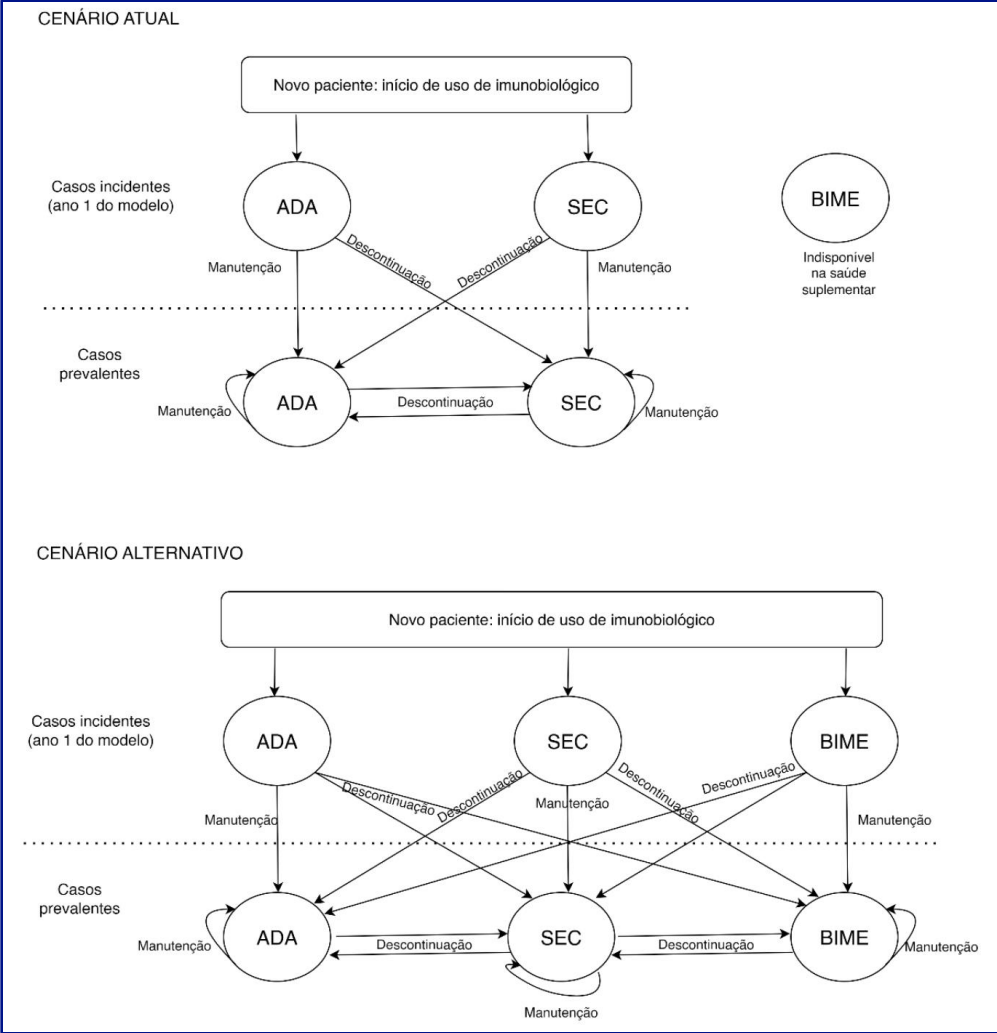 CENÁRIO ATUAL
Novo paciente: início de uso de imunobiológico
Casos incidentes
(ano 1 do modelo)
ADA
SEC
BIME
Indisponível
na saúde
suplementar
Manutenção
Descontinuação
Descontinuação
Manutenção
Casos
prevalentes
ADA
SEC
Manutenção
Descontinuação
Manutenção
CENÁRIO ALTERNATIVO
Novo paciente: início de uso de imunobiológico
Casos incidentes
(ano 1 do modelo)
ADA
SEC
BIME
Manutenção
Descontinuação
Descontinuação
Manutenção
Descontinuação
Descontinuação
Manutenção
Casos
prevalentes
ADA
SEC
BIME
Manutenção
Descontinuação
Descontinuação
Manutenção
Manutenção